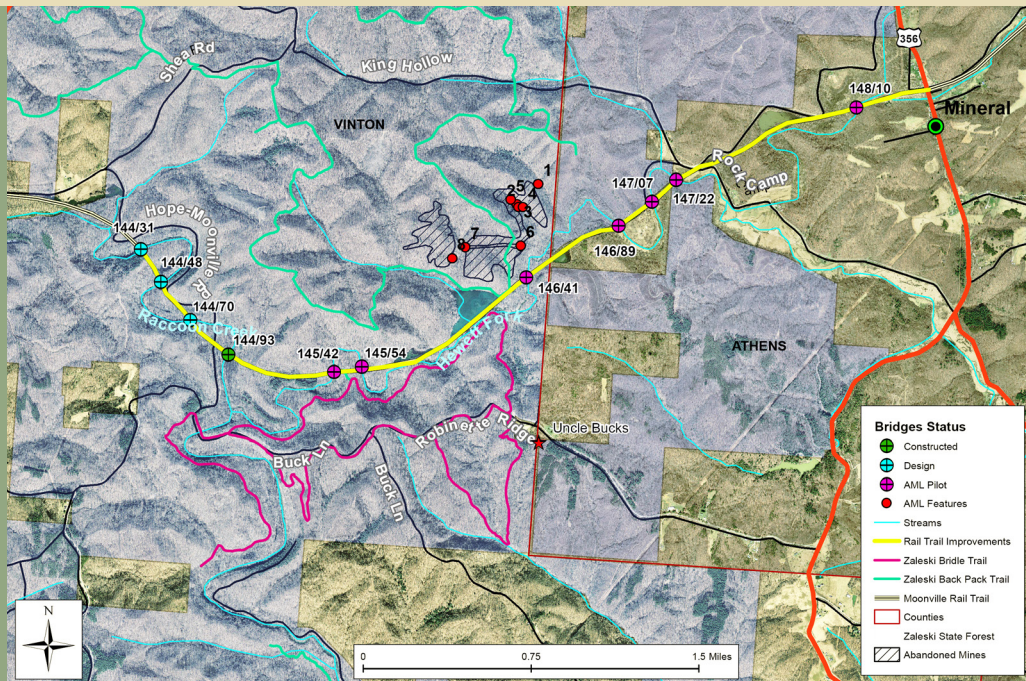 356
Shea Rd
King Hollow
148/10
Mineral
VINTON
Rock Camp
1
2
5
4
3
147/07
147/22
Hope-Moonville Rd
144/31
7
6
8
146/89
144/48
146/41
144/70
Raccoon Creek
Hewett Fork
144/93
145/42
145/54
ATHENS
Robinette Ridge
Uncle Bucks
Buck Ln
Buck Ln
Bridges Status
Constructed
Design
AML Pilot
AML Features
Streams
Rail Trail Improvements
Zaleski Bridle Trail
Zaleski Back Pack Trail
Moonville Rail Trail
Counties
Zaleski State Forest
Abandoned Mines
N
0 0.75 1.5 Miles